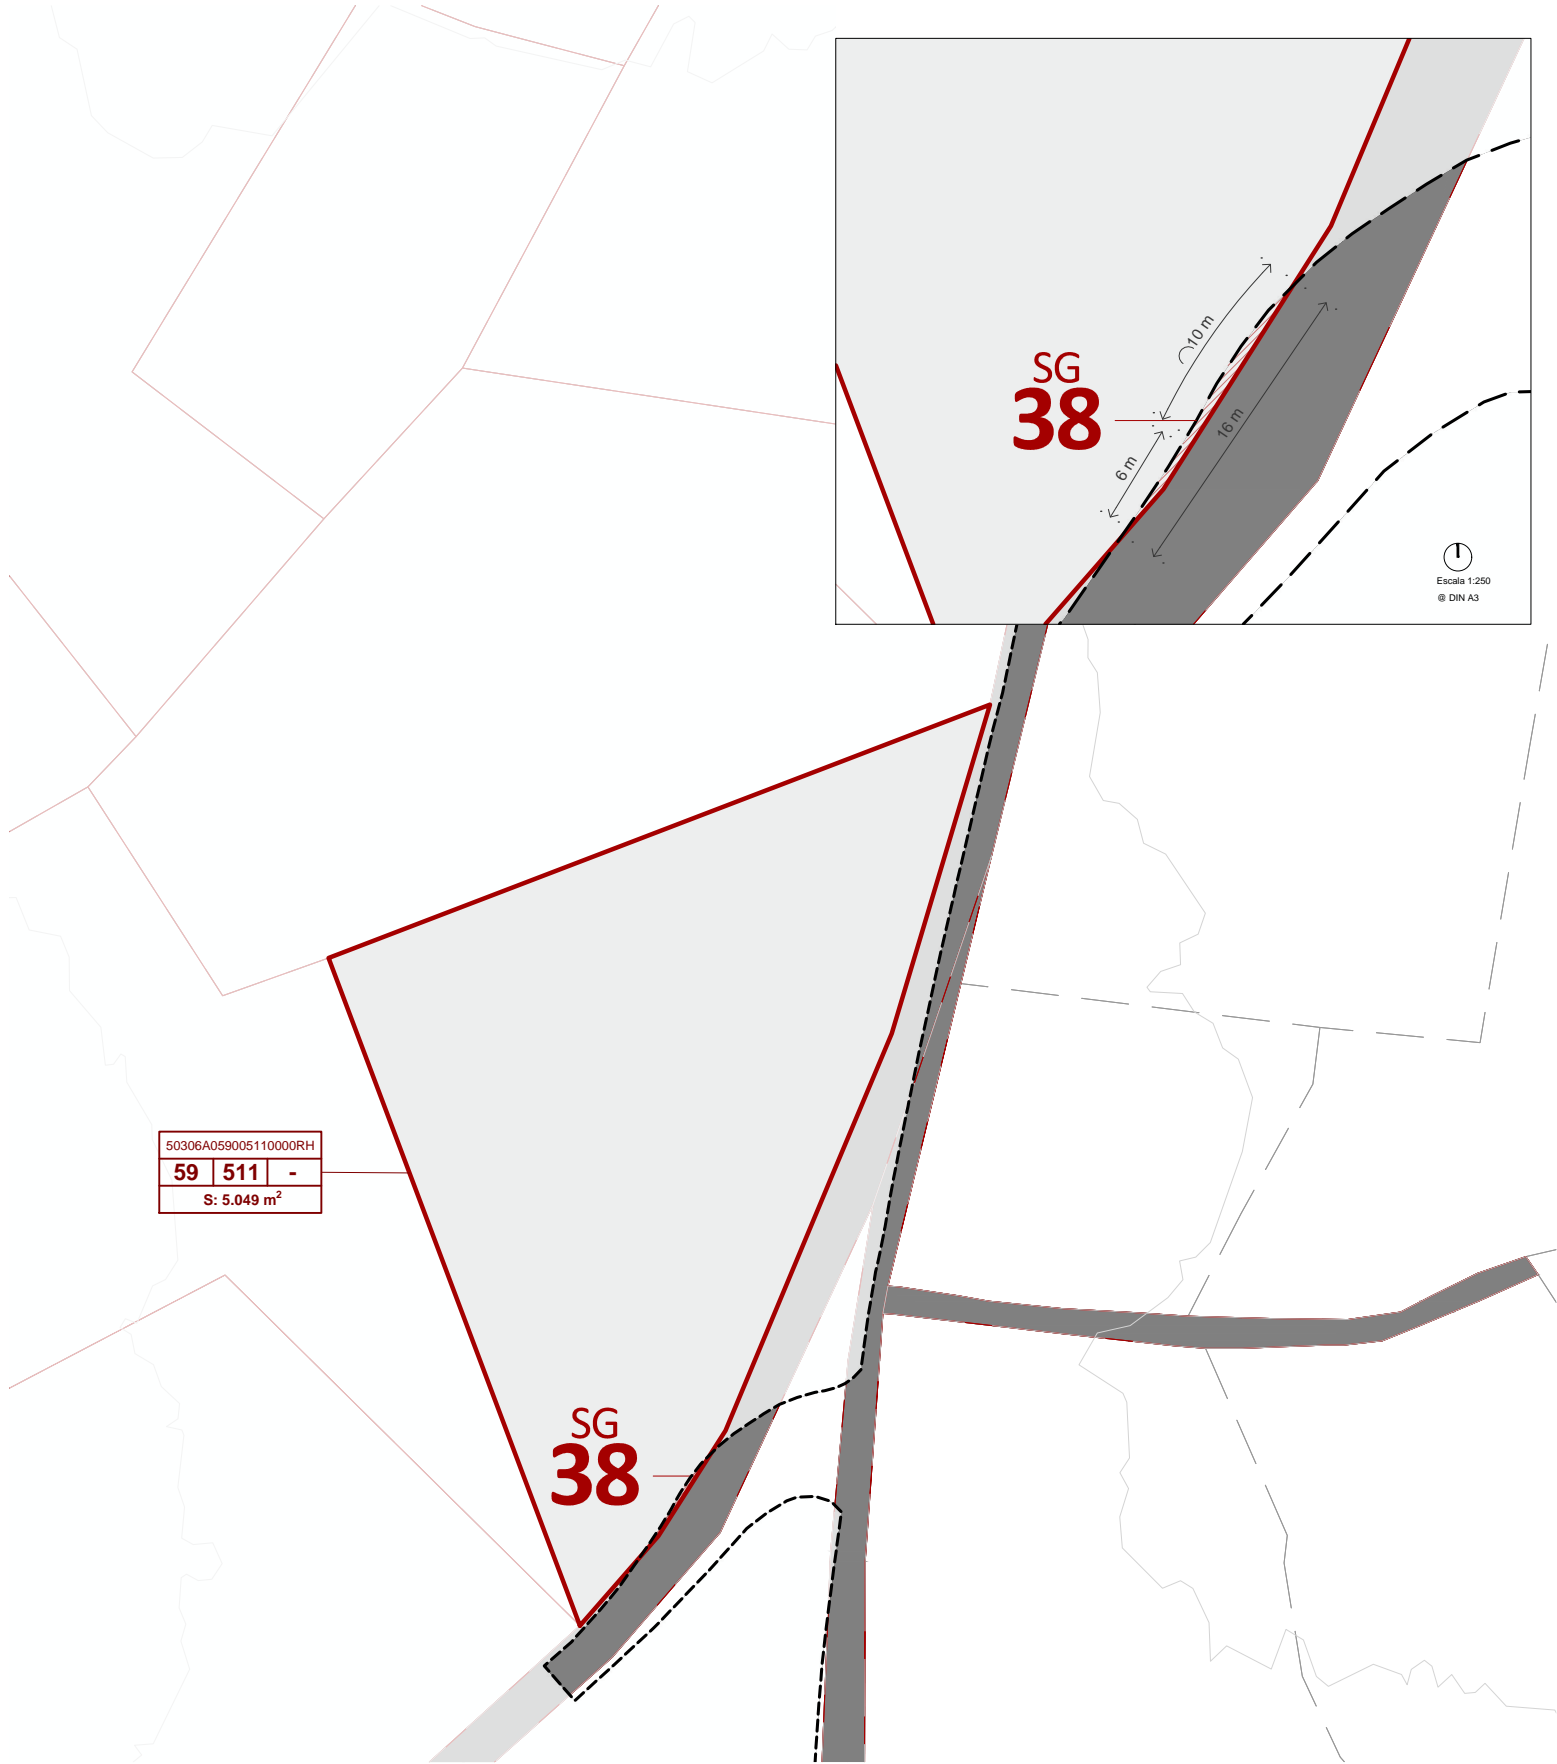 10 m
SG
38
16 m
6 m
Escala 1:250
@ DIN A3
50306A059005110000RH
59 511 -
S: 5.049 m²
SG
38